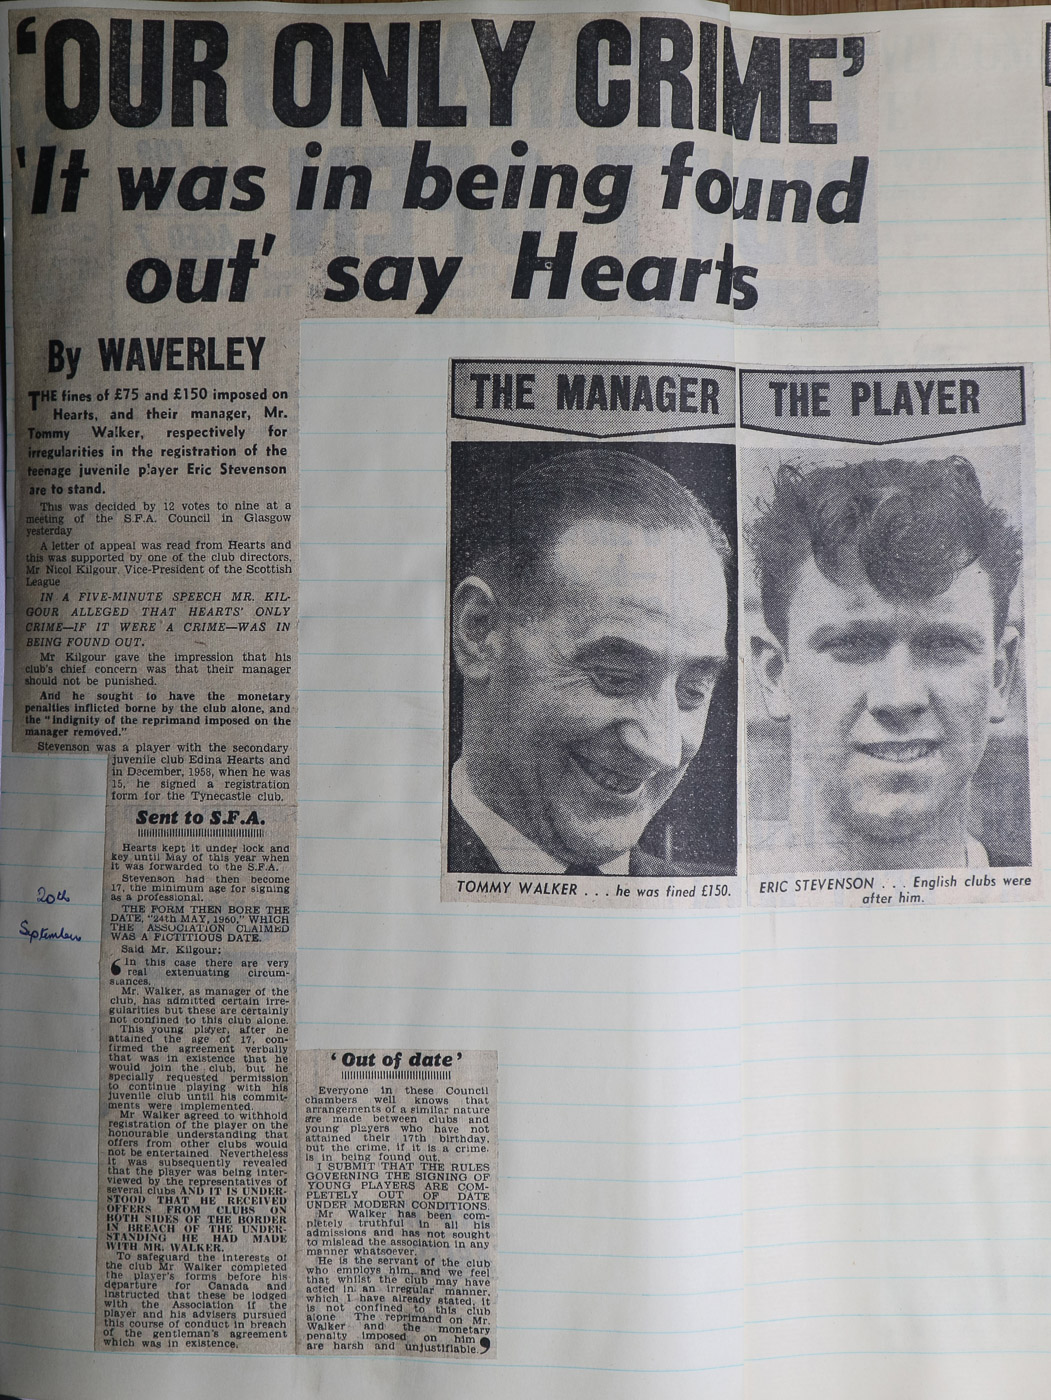 'OUR ONLY CRIME'
'It was in being found
out' say Hearts
By WAVERLEY
THE fines of £75 and £150 imposed on
Hearts, and their manager, Mr.
Tommy Walker, respectively for
irregularities in the registration of the
teenage juvenile player Eric Stevenson
are to stand.
This was decided by 12 votes to nine at a
meeting of the S.F.A. Council in Glasgow
yesterday
A letter of appeal was read from Hearts and
this was supported by one of the club directors,
Mr Nicol Kilgour, Vice-President of the Scottish
League
IN A FIVE-MINUTE SPEECH MR. KIL-
GOUR ALLEGED THAT HEARTS' ONLY
CRIME—IF IT WERE A CRIME—WAS IN
BEING FOUND OUT.
Mr Kilgour gave the impression that his
club's chief concern was that their manager
should not be punished.
And he sought to have the monetary
penalties inflicted borne by the club alone, and
the "indignity of the reprimand imposed on the
manager removed."
Stevenson was a player with the secondary
juvenile club Edina Hearts and
in December, 1958, when he was
15, he signed a registration
form for the Tynecastle club.
Sent to S.F.A.
Hearts kept it under lock and
key until May of this year when
it was forwarded to the S.F.A.
Stevenson had then become
17, the minimum age for signing
as a professional.
THE FORM THEN BORE THE
DATE, "24th MAY, 1960," WHICH
THE ASSOCIATION CLAIMED
WAS A FICTITIOUS DATE.
Said Mr. Kilgour:
'In this case there are very
real extenuating circum-
stances.
Mr. Walker, as manager of the
club, has admitted certain irre-
gularities but these are certainly
not confined to this club alone.
This young player, after he
attained the age of 17, con-
firmed the agreement verbally
that was in existence that he
would join the club, but he
specially requested permission
to continue playing with his
juvenile club until his commit-
ments were implemented.
Mr Walker agreed to withhold
registration of the player on the
honourable understanding that
offers from other clubs would
not be entertained Nevertheless
it was subsequently revealed
that the player was being inter-
viewed by the representatives of
several clubs AND IT IS UNDER-
STOOD THAT HE RECEIVED
OFFERS FROM CLUBS ON
BOTH SIDES OF THE BORDER
IN BREACH OF THE UNDER-
STANDING HE HAD MADE
WITH MR. WALKER.
To safeguard the interests of
the club Mr Walker completed
the player's forms before his
departure for Canada and
instructed that these be lodged
with the Association if the
player and his advisers pursued
this course of conduct in breach
of the gentleman's agreement
which was in existence.
'Out of date'
Everyone in these Council
chambers well knows that
arrangements of a similar nature
are made between clubs and
young players who have not
attained their 17th birthday,
but the crime, if it is a crime,
is in being found out.
I SUBMIT THAT THE RULES
GOVERNING THE SIGNING OF
YOUNG PLAYERS ARE COM-
PLETELY OUT OF DATE
UNDER MODERN CONDITIONS.
Mr Walker has been com-
pletely truthful in all his
admissions and has not sought
to mislead the association in any
manner whatsoever.
He is the servant of the club
who employs him, and we feel
that whilst the club may have
acted in an irregular manner,
which I have already stated, it
is not confined to this club
alone The reprimand on Mr.
Walker and the monetary
penalty imposed on him
are harsh and unjustifiable.'
THE MANAGER
TOMMY WALKER . . . he was fined £150.
THE PLAYER
ERIC STEVENSON . . . English clubs were
after him.
20th
September